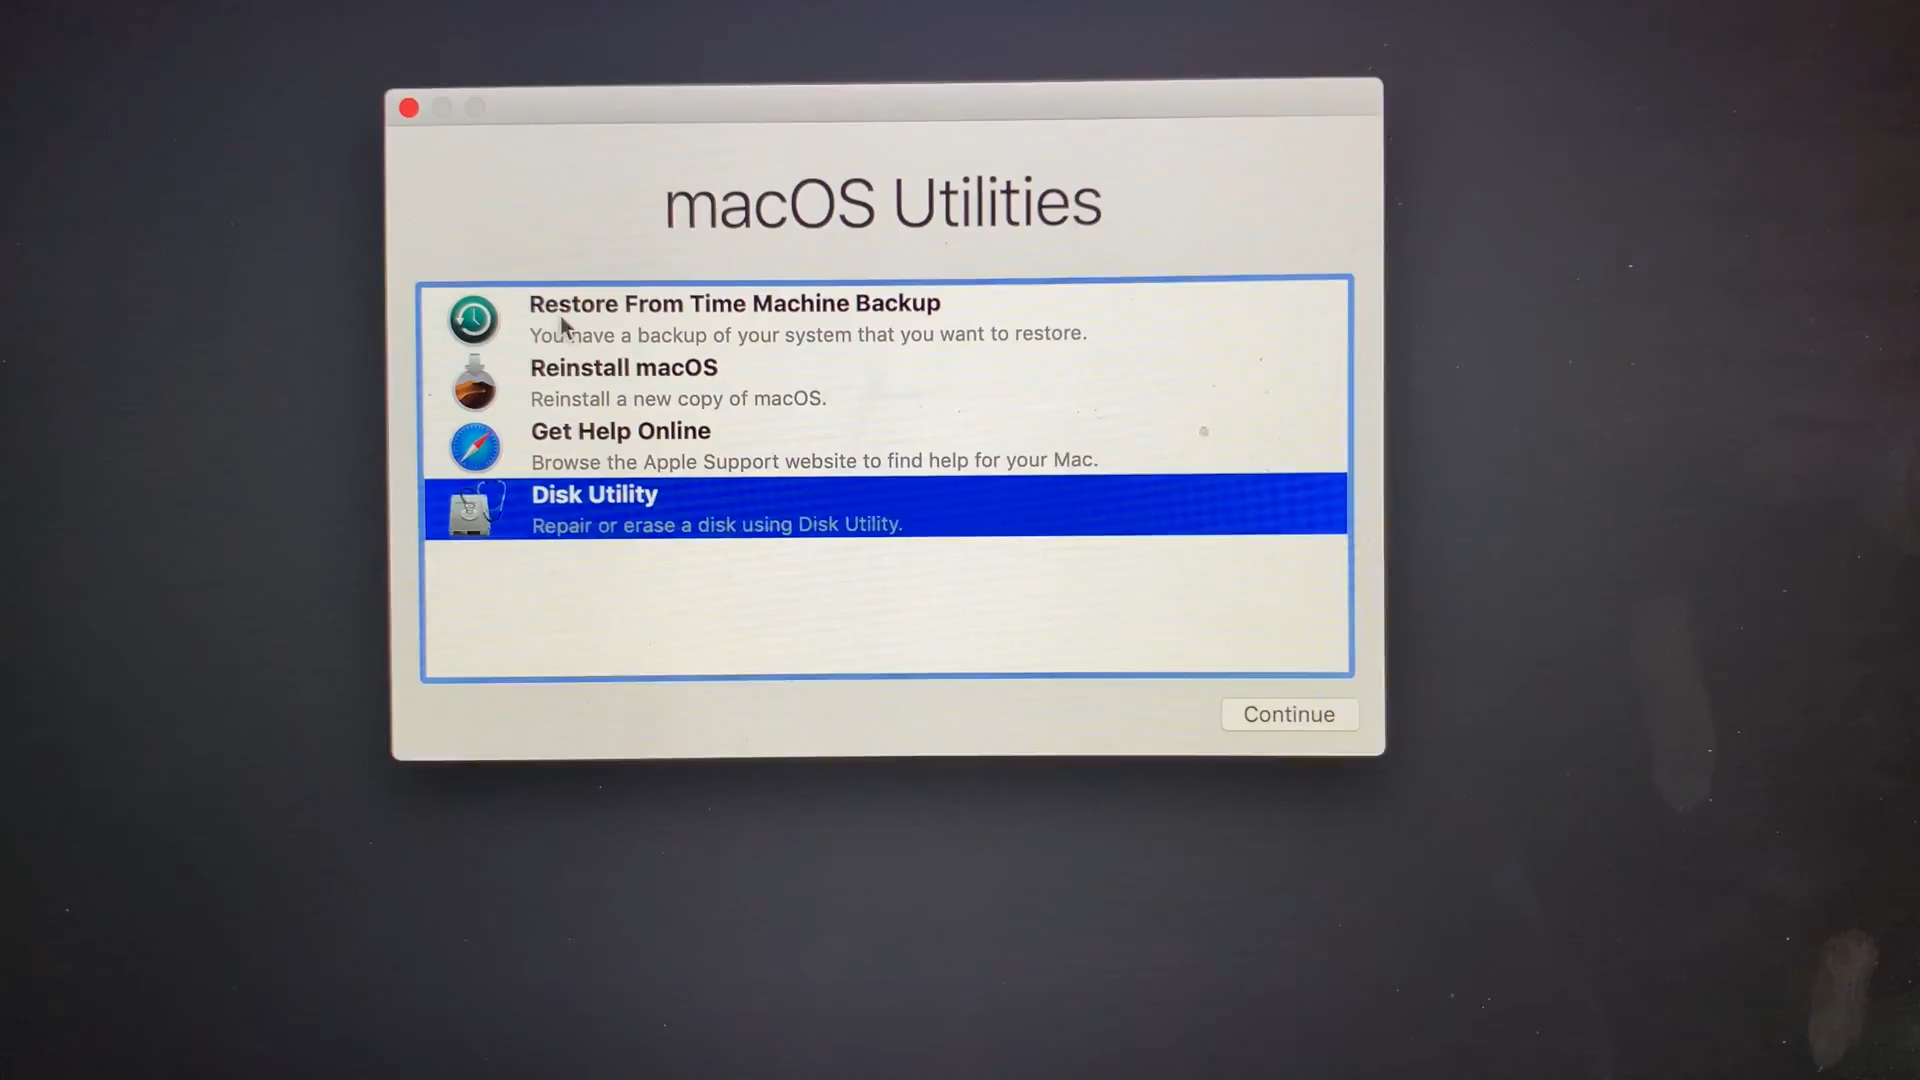 macOS Utilities
Restore From Time Machine Backup
You have a backup of your system that you want to restore.
Reinstall macOS
Reinstall a new copy of macOS.
Get Help Online
Browse the Apple Support website to find help for your Mac.
Disk Utility
Repair or erase a disk using Disk Utility.
Continue